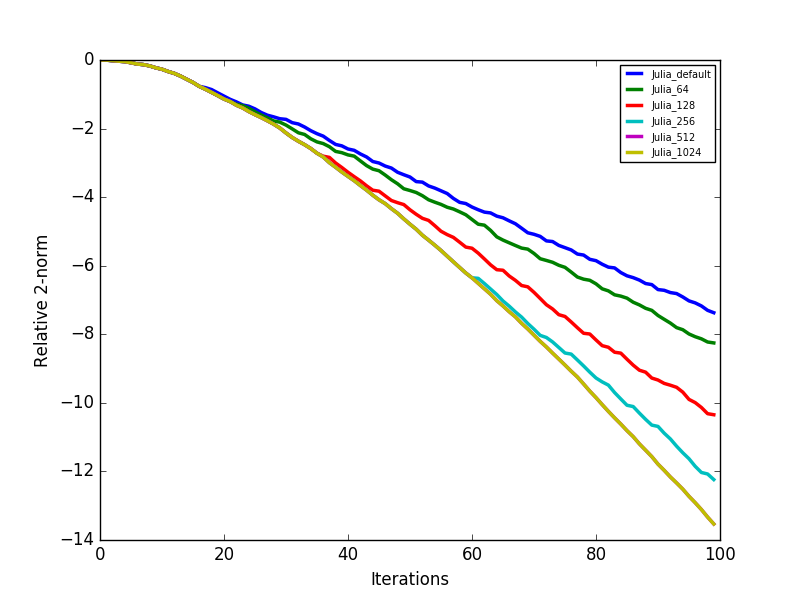 0
−2
−4
−6
−8
−10
−12
−14
Relative 2-norm
0
20
40
60
80
100
Iterations
Julia_default
Julia_64
Julia_128
Julia_256
Julia_512
Julia_1024